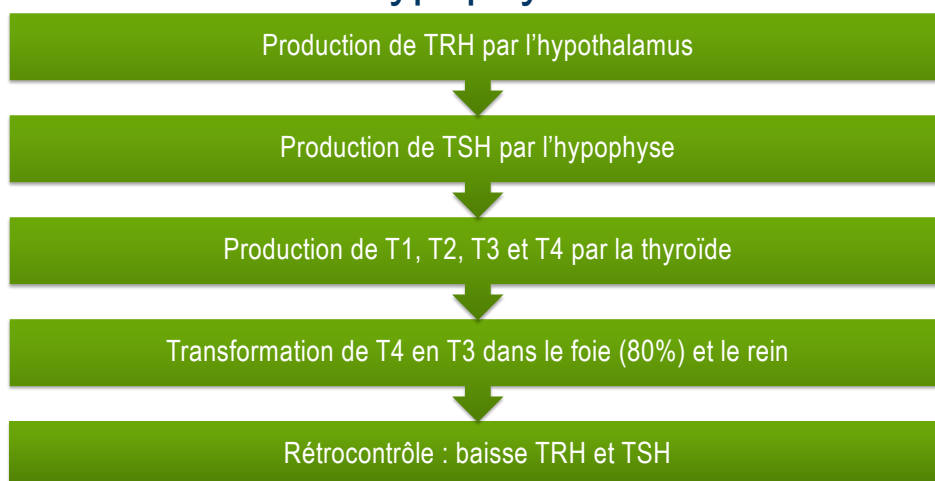 Production de TRH par l'hypothalamus
Production de TSH par l'hypophyse
Production de T1, T2, T3 et T4 par la thyroïde
Transformation de T4 en T3 dans le foie (80%) et le rein
Rétrocontrôle : baisse TRH et TSH